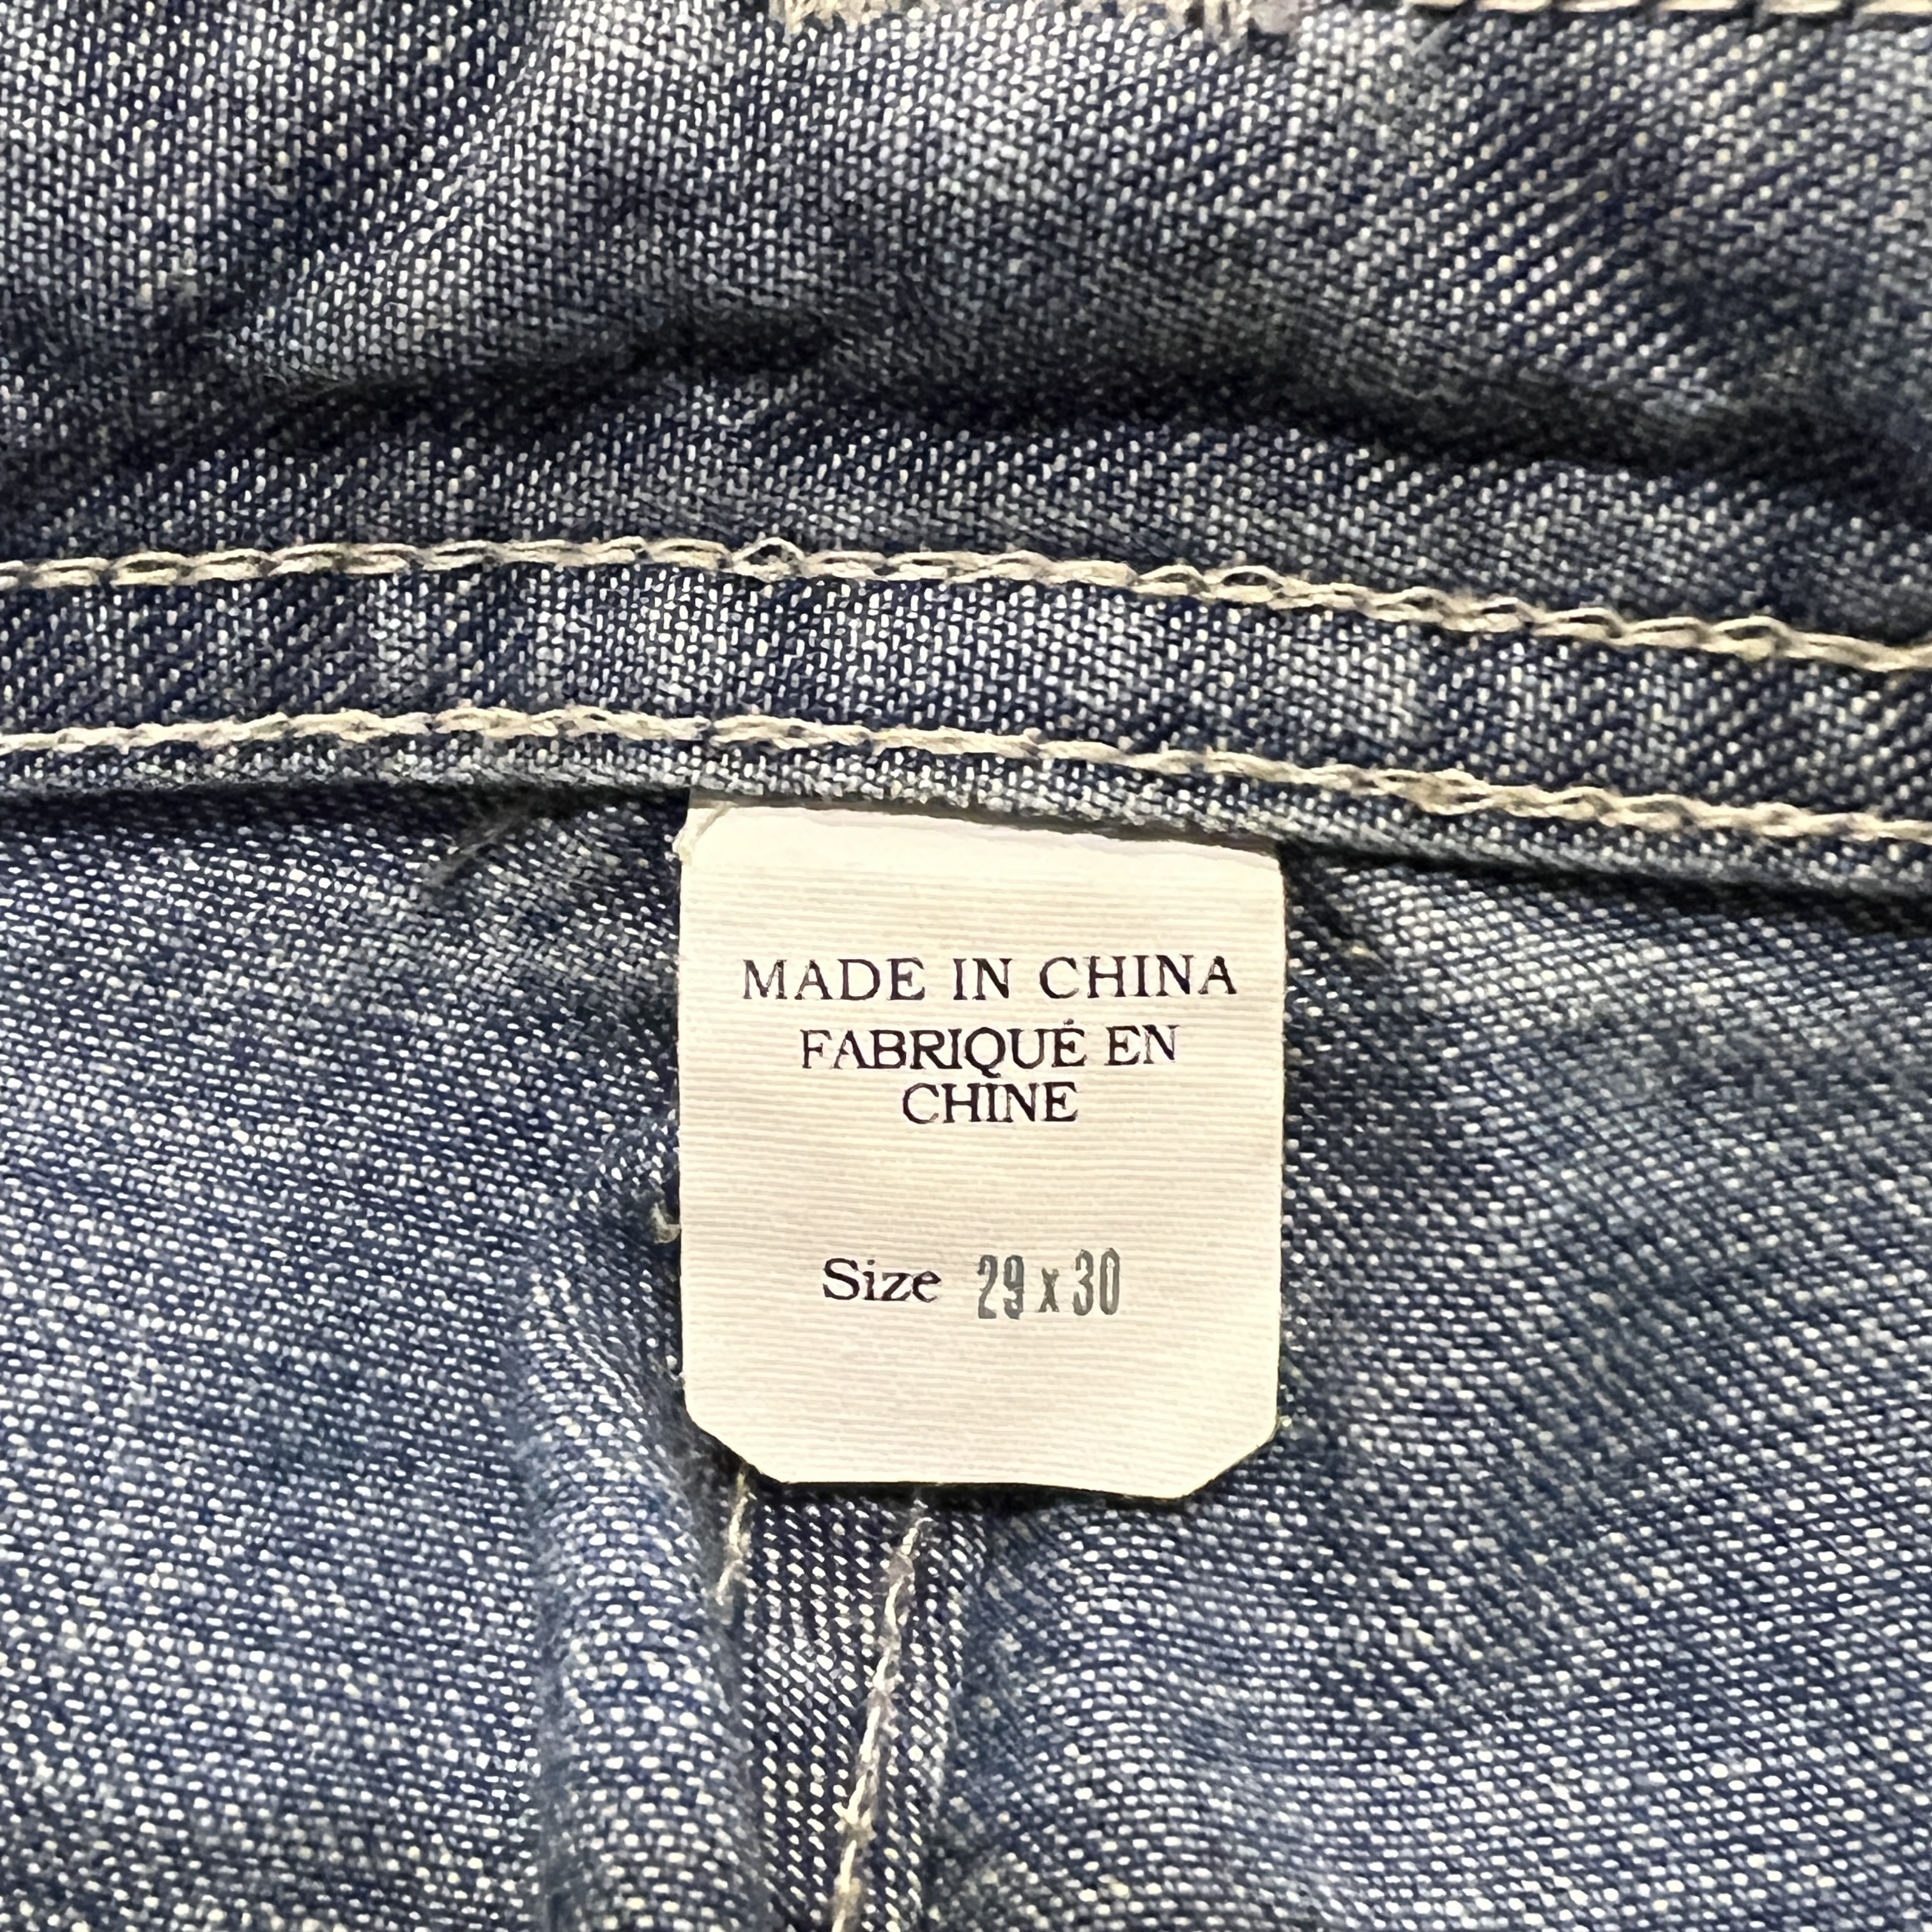 MADE IN CHINA
FABRIQUÉ EN
CHINE
Size 29 x 30